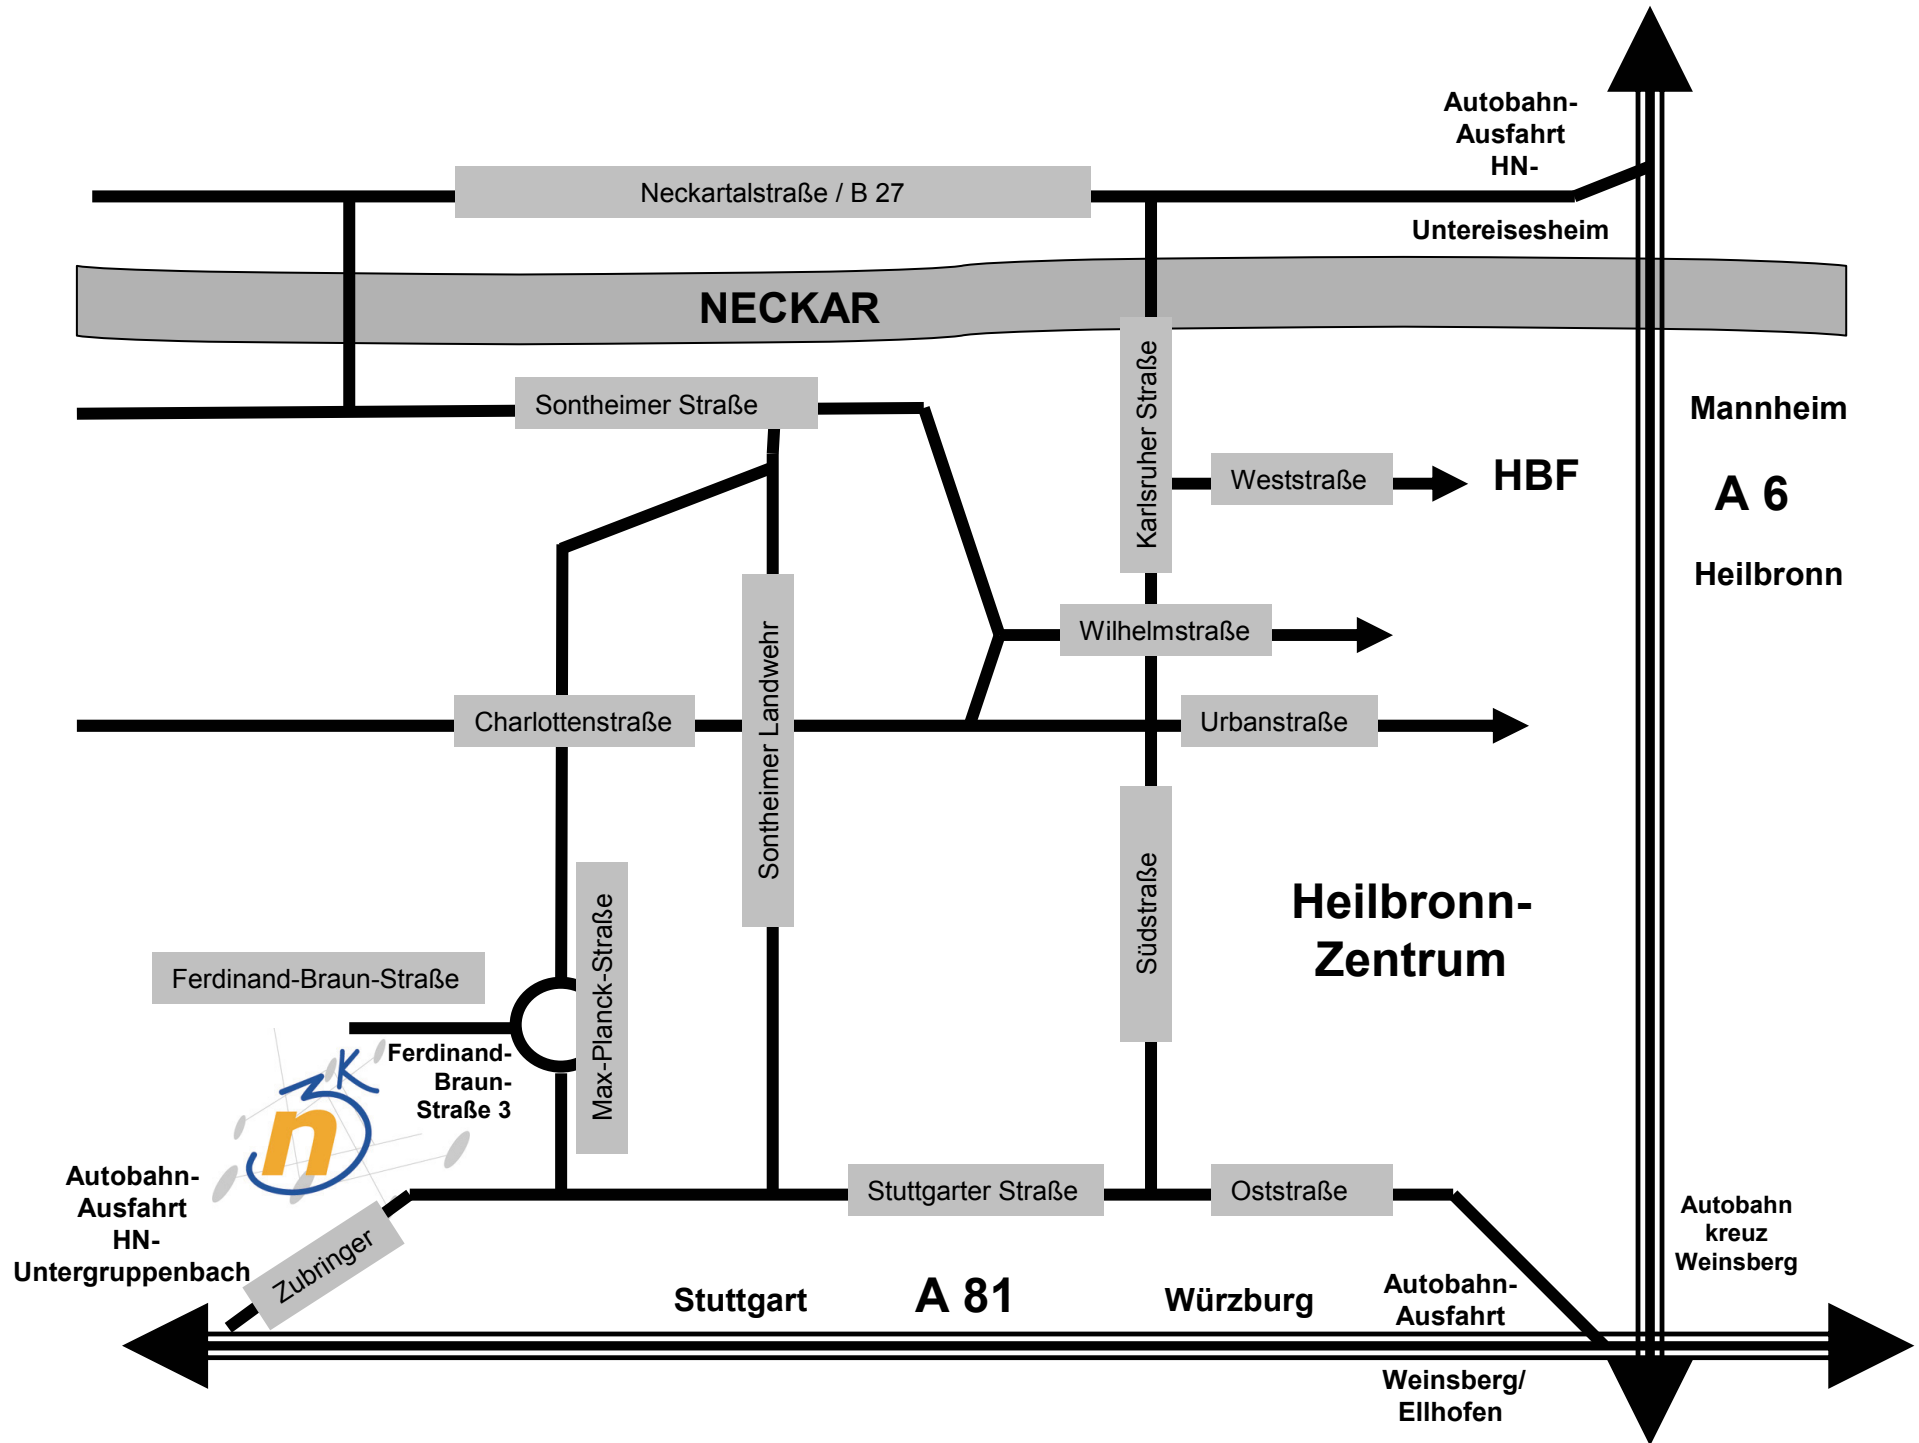 Autobahn-
Ausfahrt
HN-
Untereisesheim
Neckartalstraße / B 27
NECKAR
Sontheimer Straße
Karlsruher Straße
Mannheim
Weststraße
HBF
A 6
Heilbronn
Wilhelmstraße
Sontheimer Landwehr
Charlottenstraße
Urbanstraße
Südstraße
Heilbronn-
Zentrum
Max-Planck-Straße
Ferdinand-Braun-Straße
Ferdinand-
Braun-
Straße 3
n3K
Autobahn-
Ausfahrt
HN-
Untergruppenbach
Zubringer
Stuttgarter Straße
Oststraße
Autobahn
kreuz
Weinsberg
Stuttgart
A 81
Würzburg
Autobahn-
Ausfahrt
Weinsberg/
Ellhofen